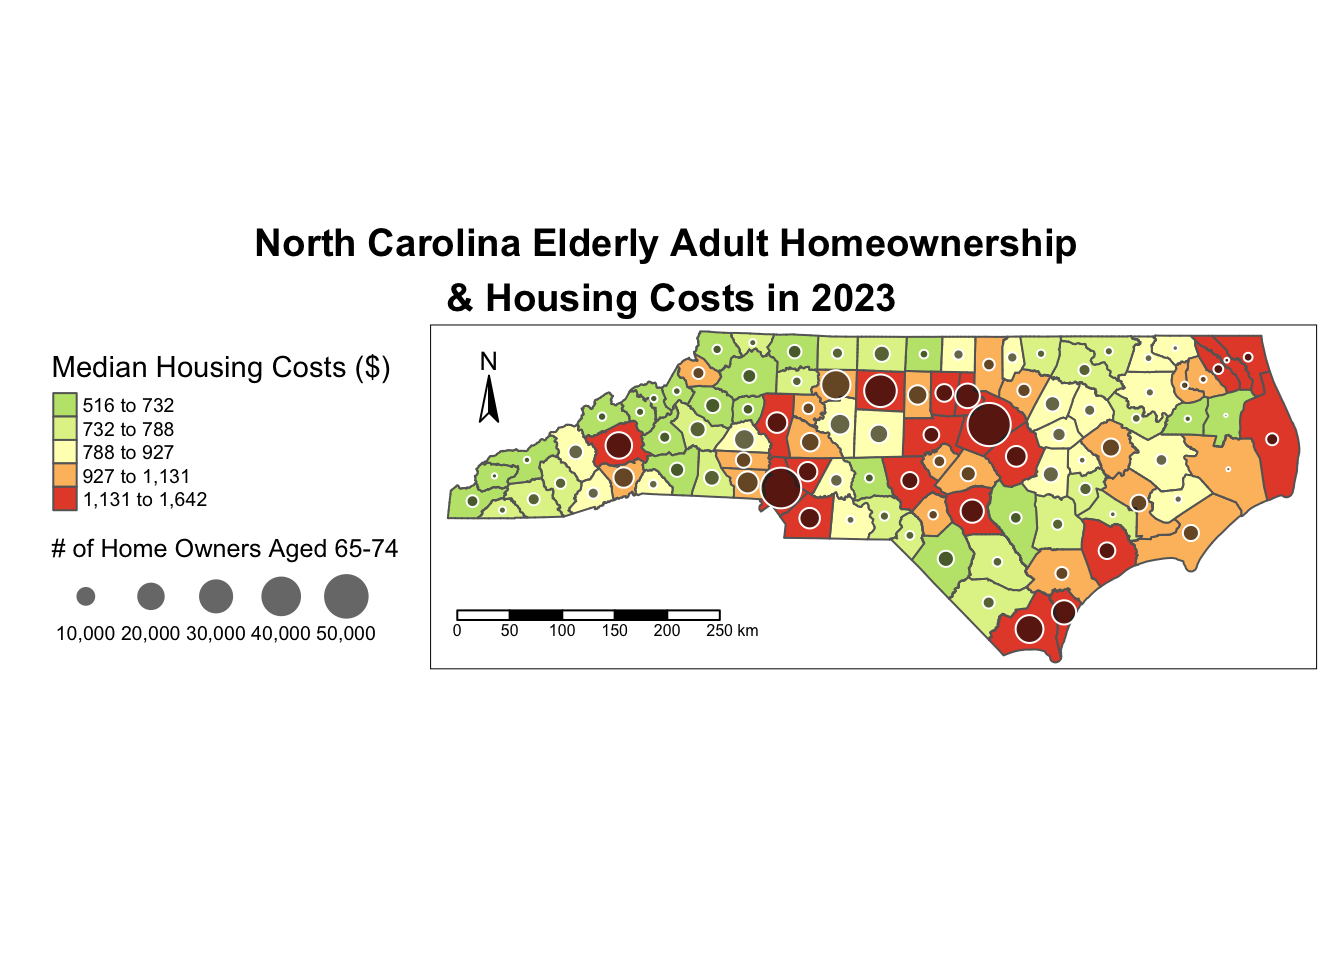 North Carolina Elderly Adult Homeownership
& Housing Costs in 2023
Median Housing Costs ($)
516 to 732
732 to 788
788 to 927
927 to 1,131
1,131 to 1,642
# of Home Owners Aged 65-74
10,000 20,000 30,000 40,000 50,000
N
0 50 100 150 200 250 km